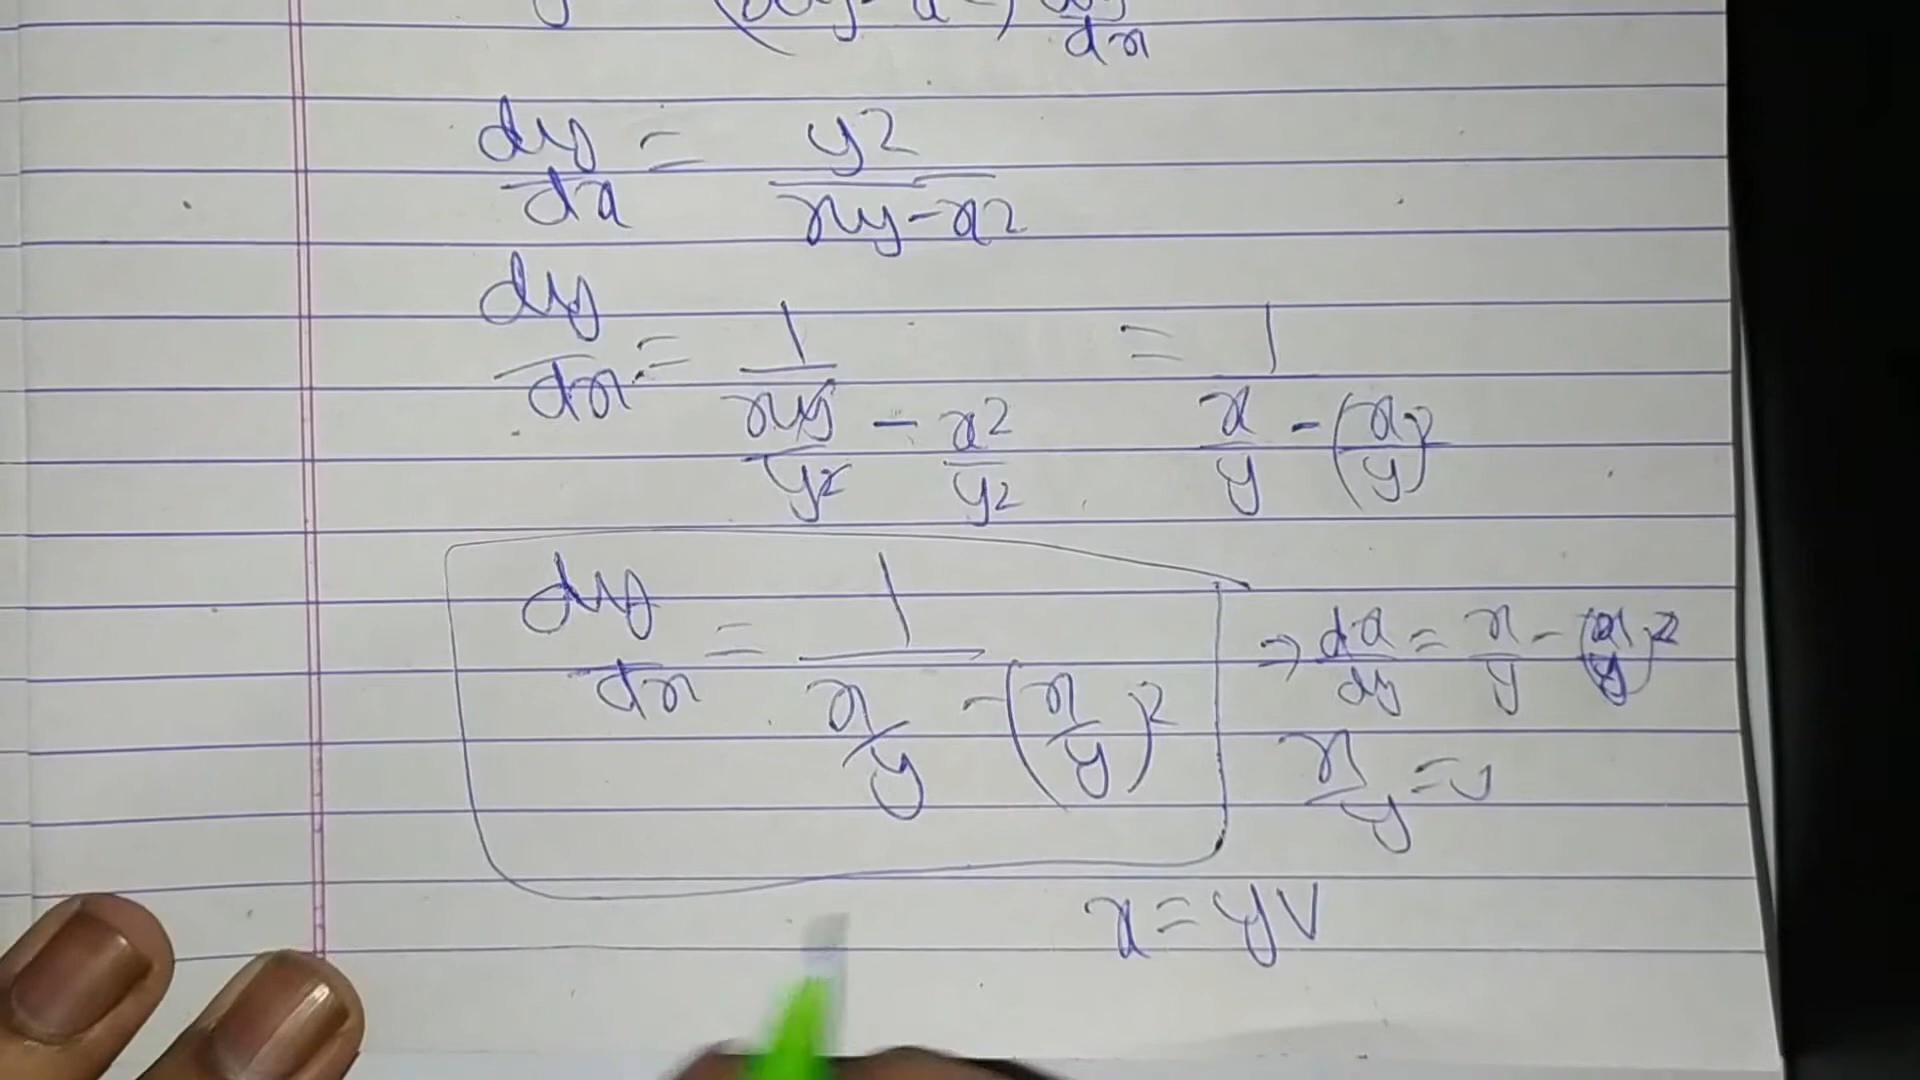 dx
dy/dx = y2/(xy-x2)
dy/dx = 1/(xy/y2 - x2/y2) = 1/(x/y - (x/y)2)
dy/dx = 1/(x/y - (x/y)2) ⇒ dx/dy = x/y - (x/y)2
x/y = v
x = yv